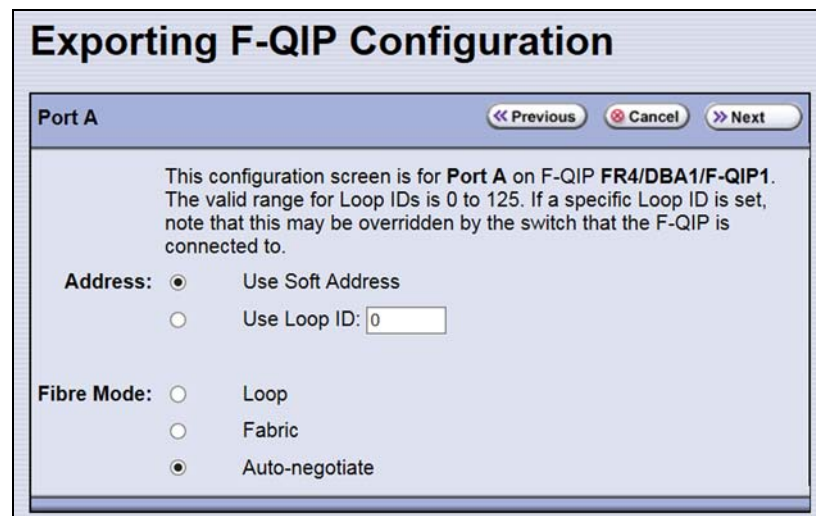 Exporting F-QIP Configuration
Port A
Previous
Cancel
Next
This configuration screen is for Port A on F-QIP FR4/DBA1/F-QIP1.
The valid range for Loop IDs is 0 to 125. If a specific Loop ID is set,
note that this may be overridden by the switch that the F-QIP is
connected to.
Address:
Use Soft Address
Use Loop ID: 0
Fibre Mode:
Loop
Fabric
Auto-negotiate